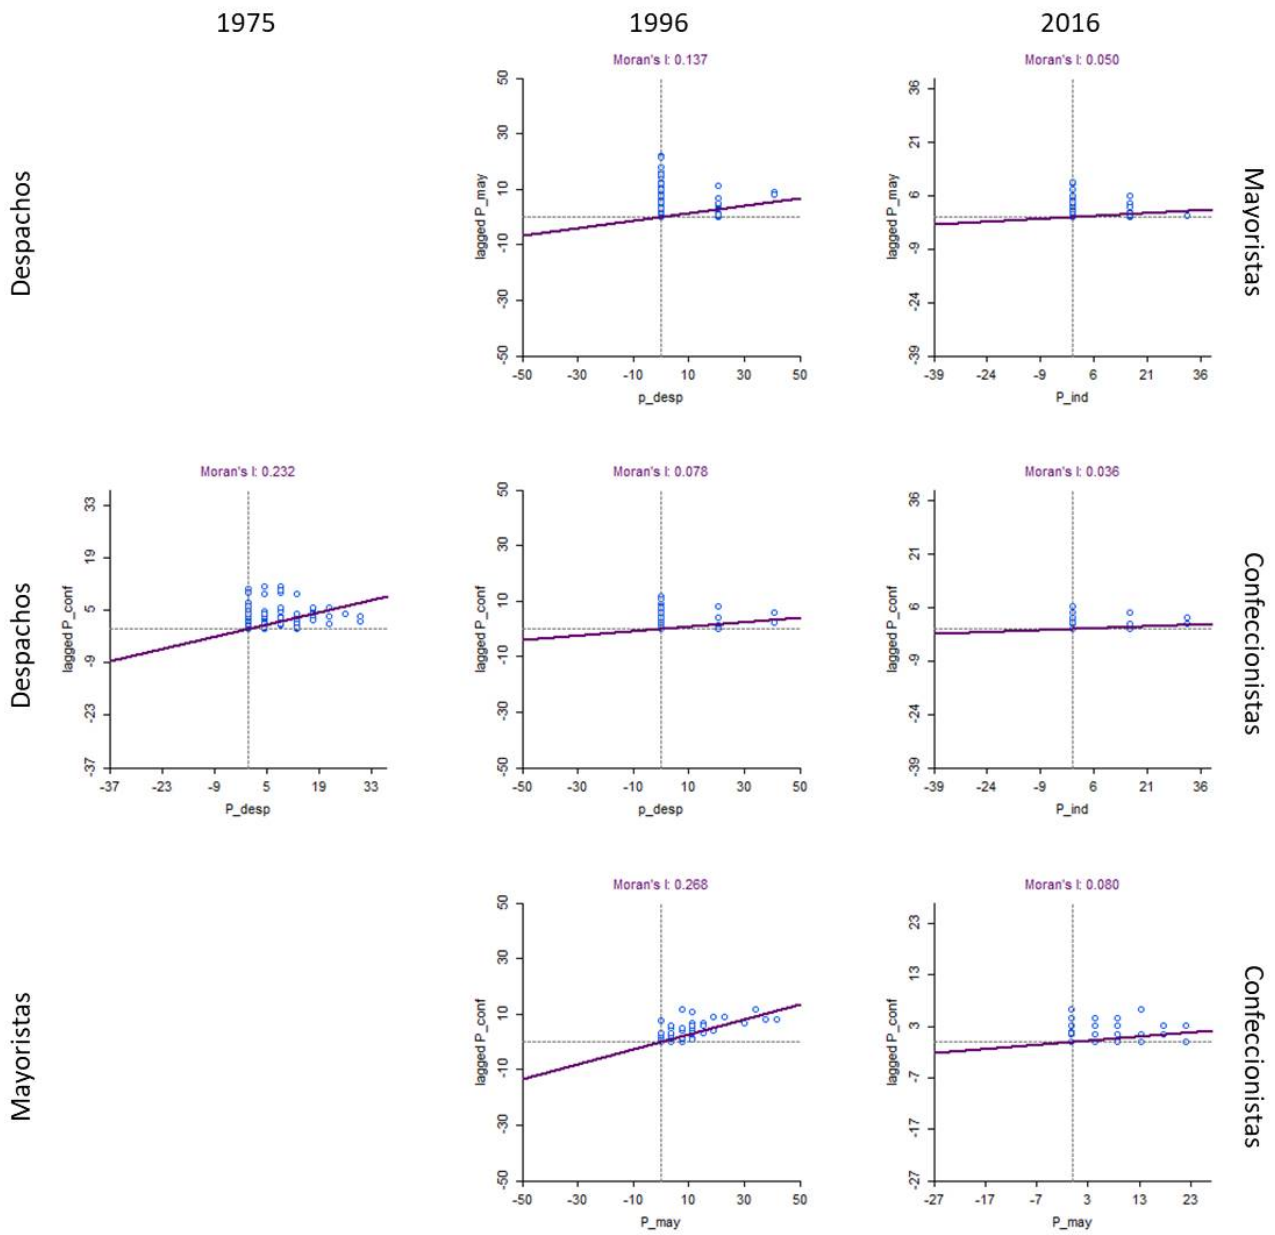 1975 1996 2016
Despachos
Moran's I: 0.137
lagged P_may
50
30
10
-10
-30
-50
-50 -30 -10 10 30 50
p_desp
Moran's I: 0.050
lagged P_may
36
21
6
-9
-24
-39
-39 -24 -9 6 21 36
P_ind
Mayoristas
Despachos
Moran's I: 0.232
lagged P_conf
33
19
5
-9
-23
-37
-37 -23 -9 5 19 33
P_desp
Moran's I: 0.078
lagged P_conf
50
30
10
-10
-30
-50
-50 -30 -10 10 30 50
p_desp
Moran's I: 0.036
lagged P_conf
36
21
6
-9
-24
-39
-39 -24 -9 6 21 36
P_ind
Confeccionistas
Mayoristas
Moran's I: 0.268
lagged P_conf
50
30
10
-10
-30
-50
-50 -30 -10 10 30 50
P_may
Moran's I: 0.080
lagged P_conf
23
13
3
-7
-17
-27
-27 -17 -7 3 13 23
P_may
Confeccionistas